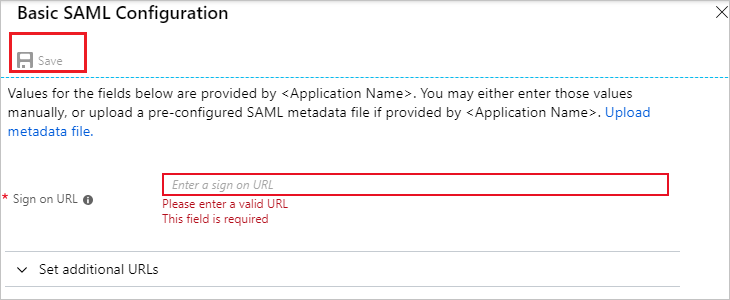 Basic SAML Configuration
Save
Values for the fields below are provided by <Application Name>. You may either enter those values
manually, or upload a pre-configured SAML metadata file if provided by <Application Name>. Upload
metadata file.
* Sign on URL
Enter a sign on URL
Please enter a valid URL
This field is required
Set additional URLs